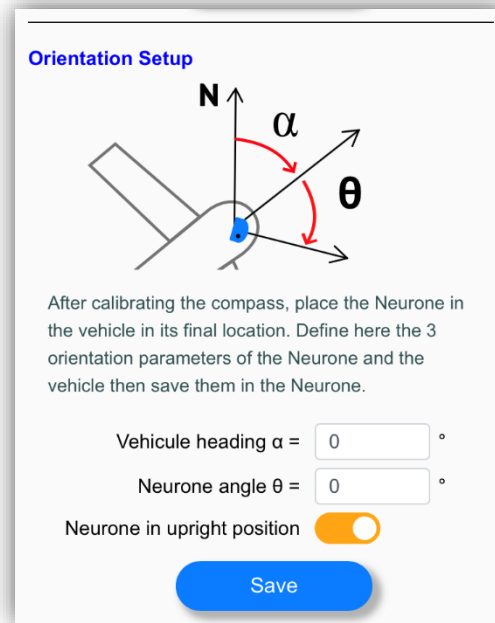 Orientation Setup
N
α
θ
After calibrating the compass, place the Neurone in
the vehicle in its final location. Define here the 3
orientation parameters of the Neurone and the
vehicle then save them in the Neurone.
Vehicule heading α = 0 °
Neurone angle θ = 0 °
Neurone in upright position
Save